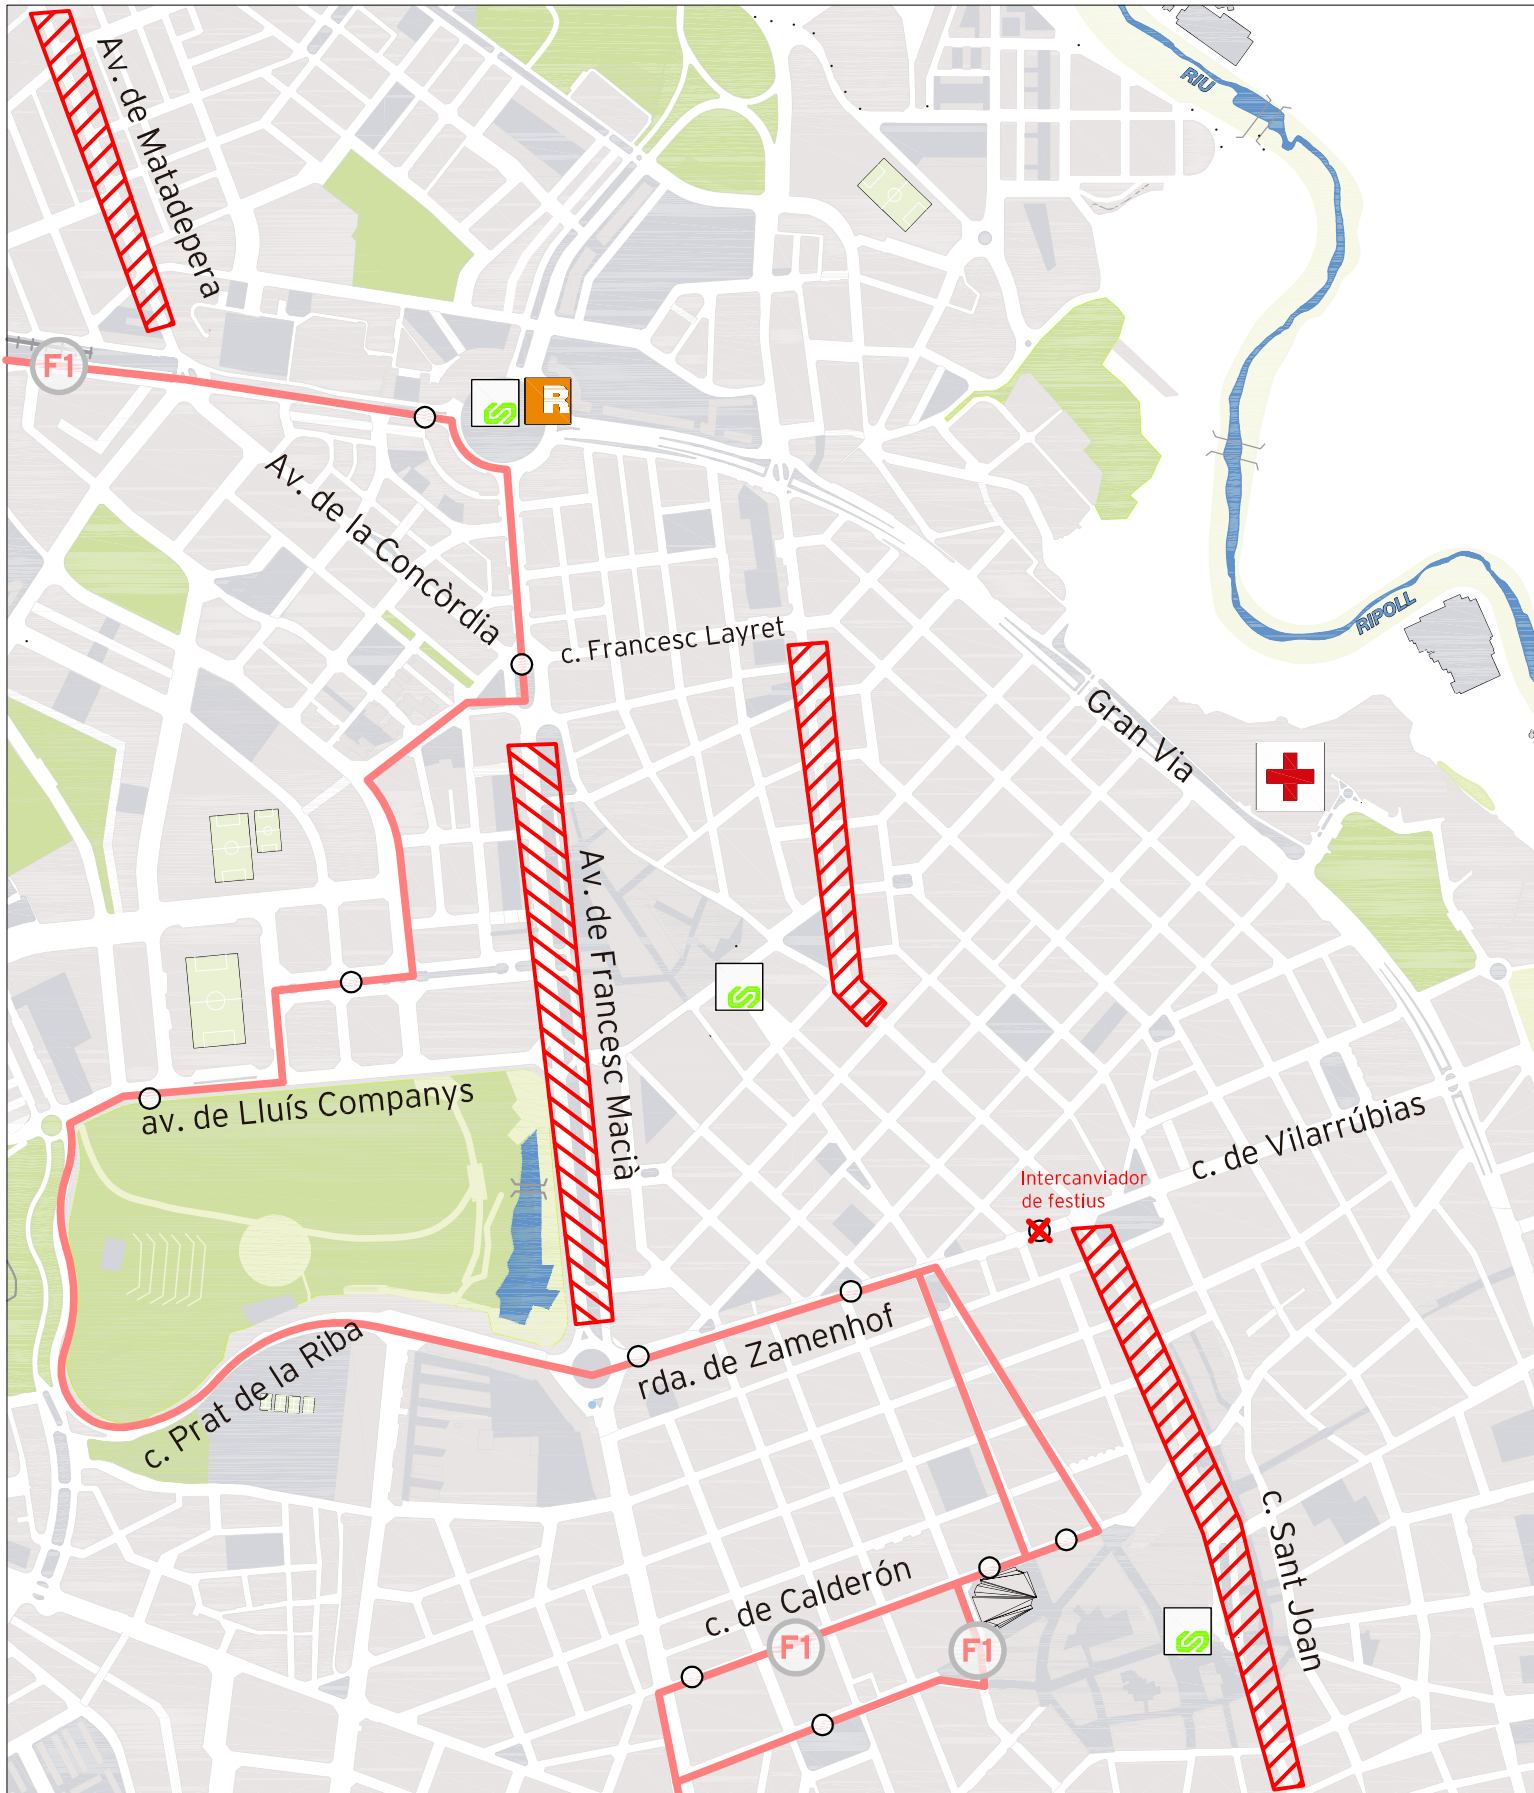 Av. de Matadepera
RIU
F1
R
Av. de la Concòrdia
c. Francesc Layret
RIPOLL
Gran Via
Av. de Francesc Macià
S
av. de Lluís Companys
c. de Vilarrúbias
Intercanviador
de festius
c. Prat de la Riba
rda. de Zamenhof
c. Sant Joan
c. de Calderón
F1
F1
S
S